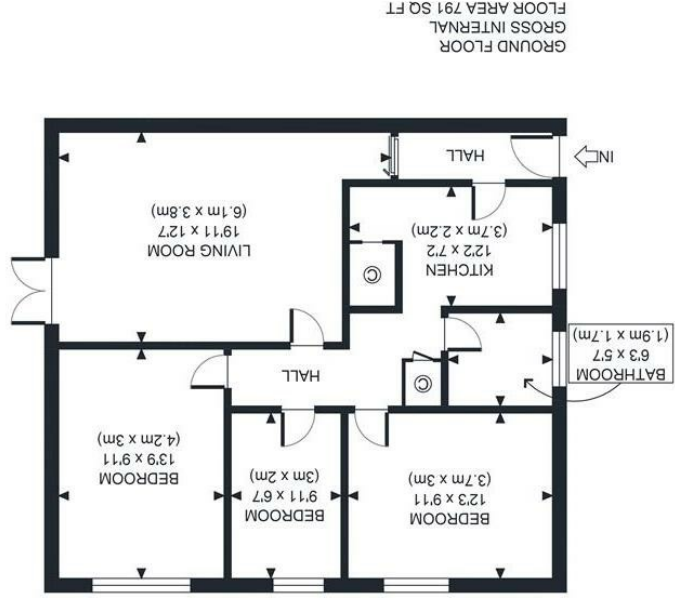 BEDROOM
12'3 x 9'11
(3.7m x 3m)
BEDROOM
9'11 x 6'7
(3m x 2m)
BEDROOM
13'9 x 9'11
(4.2m x 3m)
BATHROOM
6'3 x 5'7
(1.9m x 1.7m)
C
HALL
KITCHEN
12'2 x 7'2
(3.7m x 2.2m)
C
LIVING ROOM
19'11 x 12'7
(6.1m x 3.8m)
IN
HALL
GROUND FLOOR
GROSS INTERNAL
FLOOR AREA 791 SQ FT